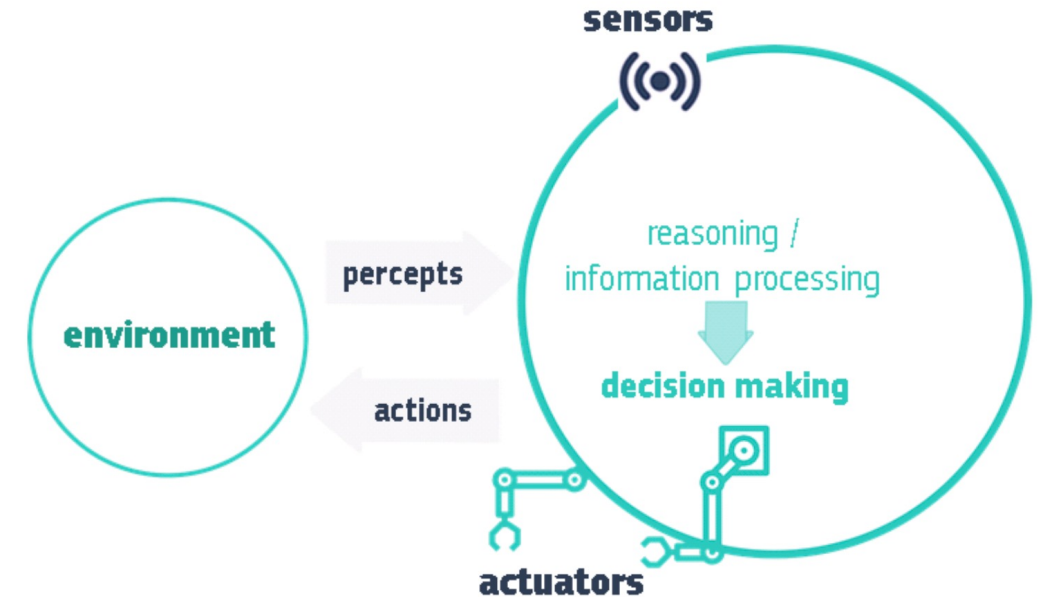 sensors
reasoning /
information processing
percepts
environment
decision making
actions
actuators